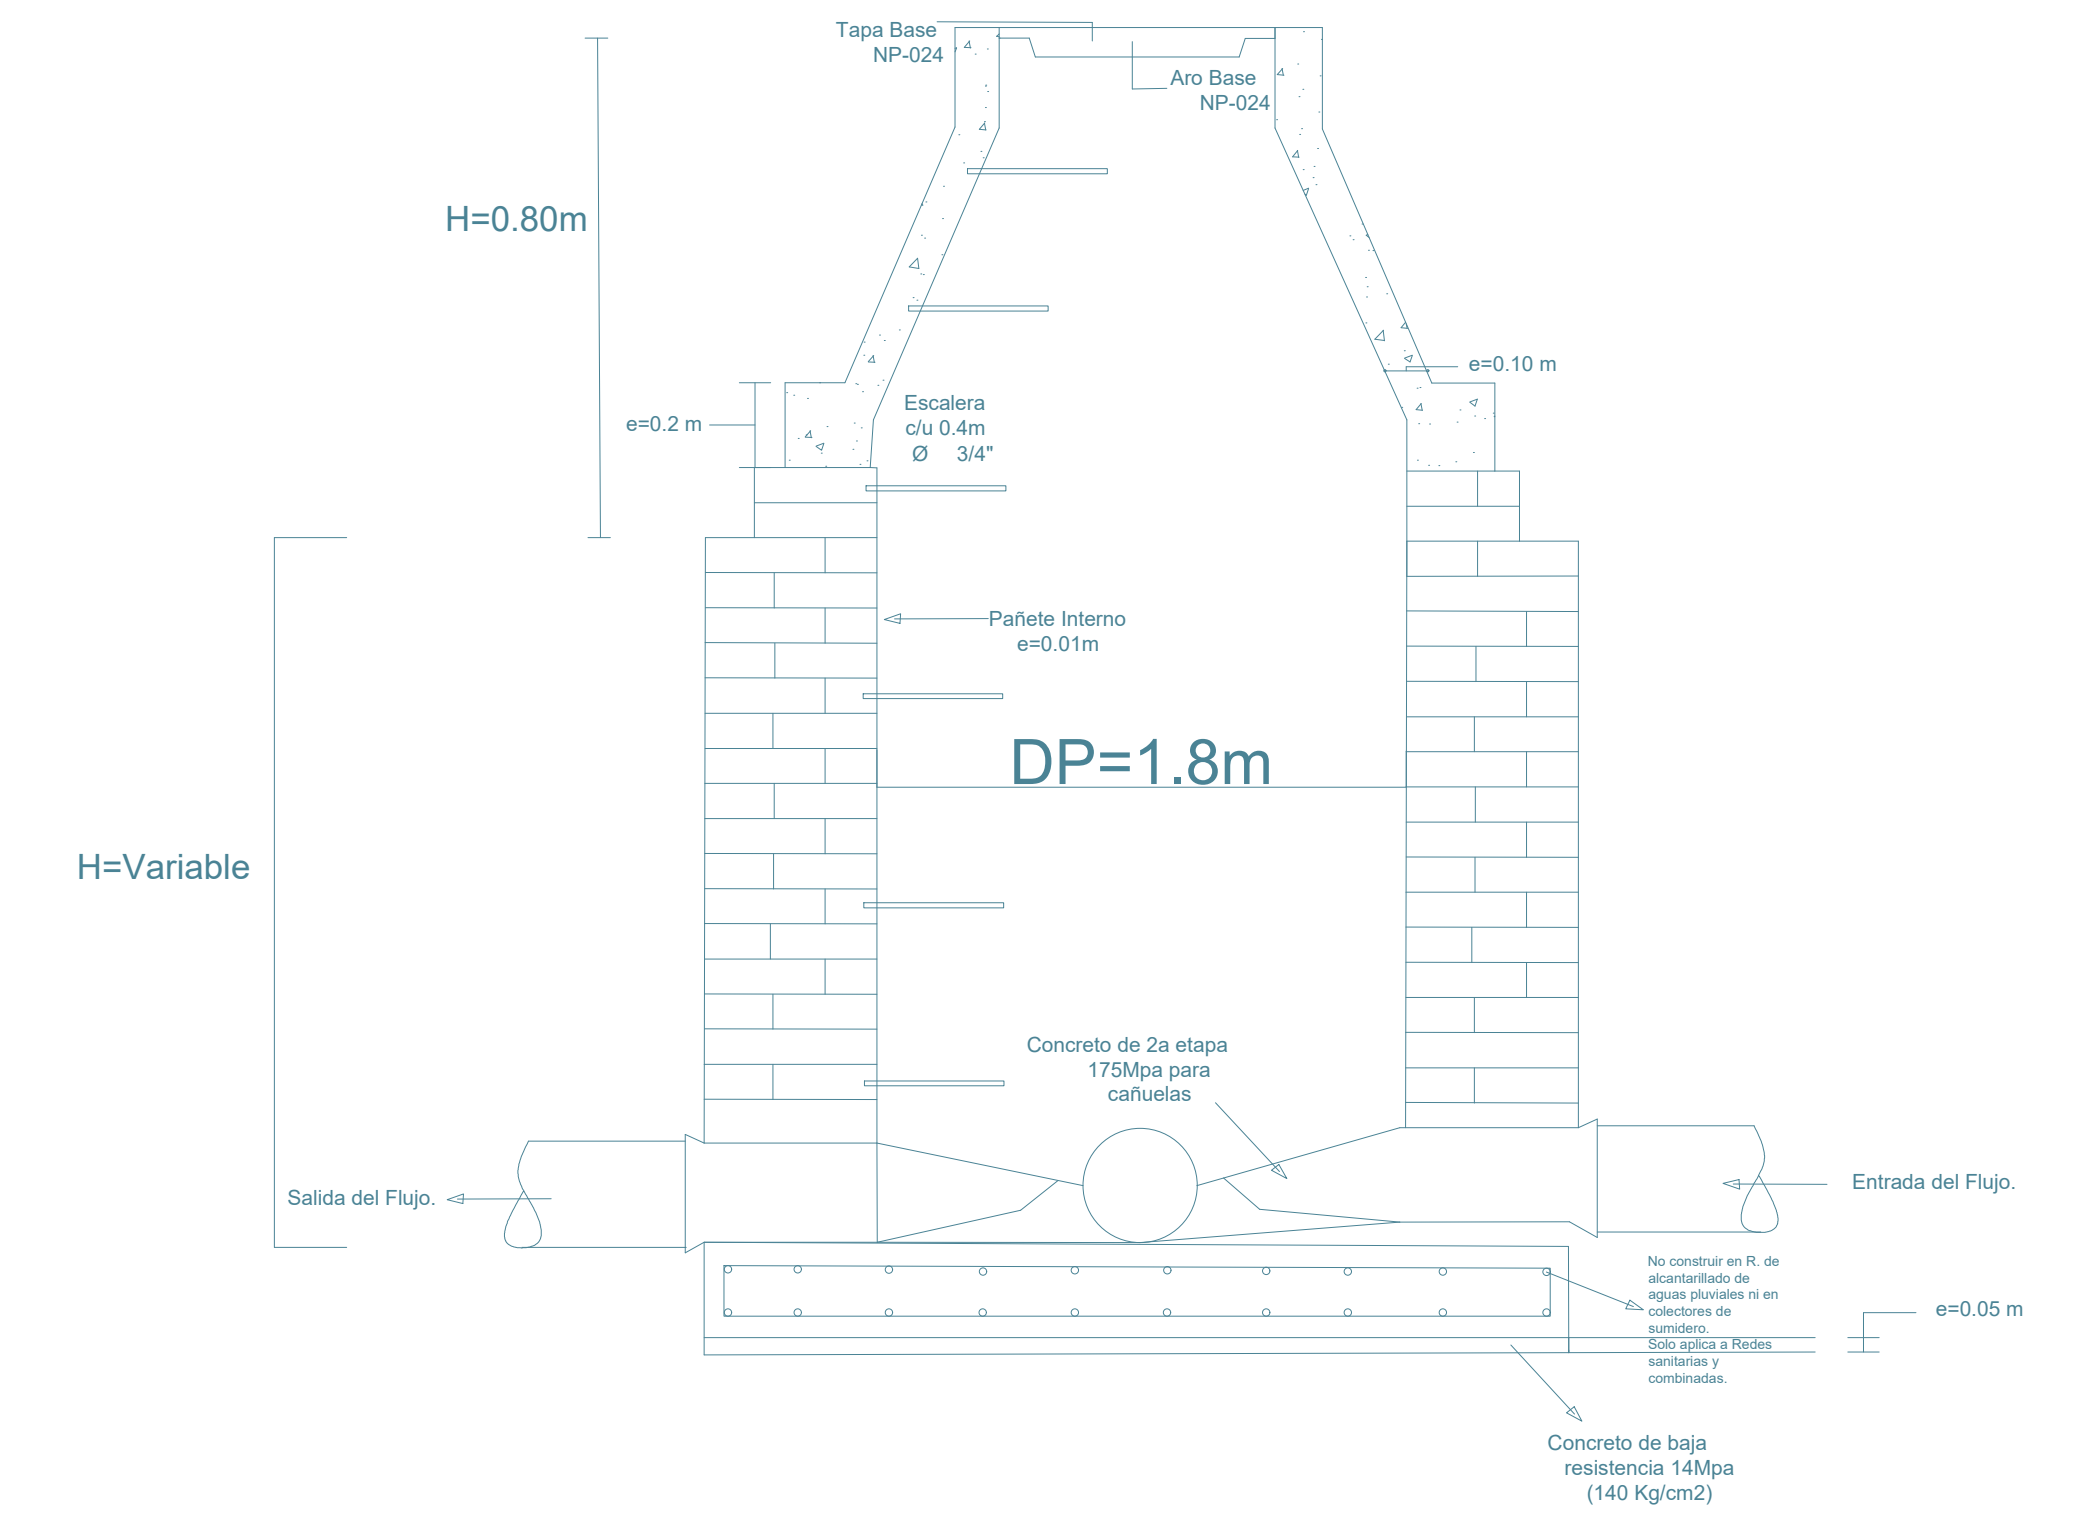 Tapa Base
NP-024
Aro Base
NP-024
H=0.80m
e=0.10 m
e=0.2 m
Escalera
c/u 0.4m
Ø 3/4"
Pañete Interno
e=0.01m
DP=1.8m
H=Variable
Concreto de 2a etapa
175Mpa para
cañuelas
Salida del Flujo.
Entrada del Flujo.
No construir en R. de
alcantarillado de
aguas pluviales ni en
colectores de
sumidero.
Solo aplica a Redes
sanitarias y
combinadas.
e=0.05 m
Concreto de baja
resistencia 14Mpa
(140 Kg/cm2)